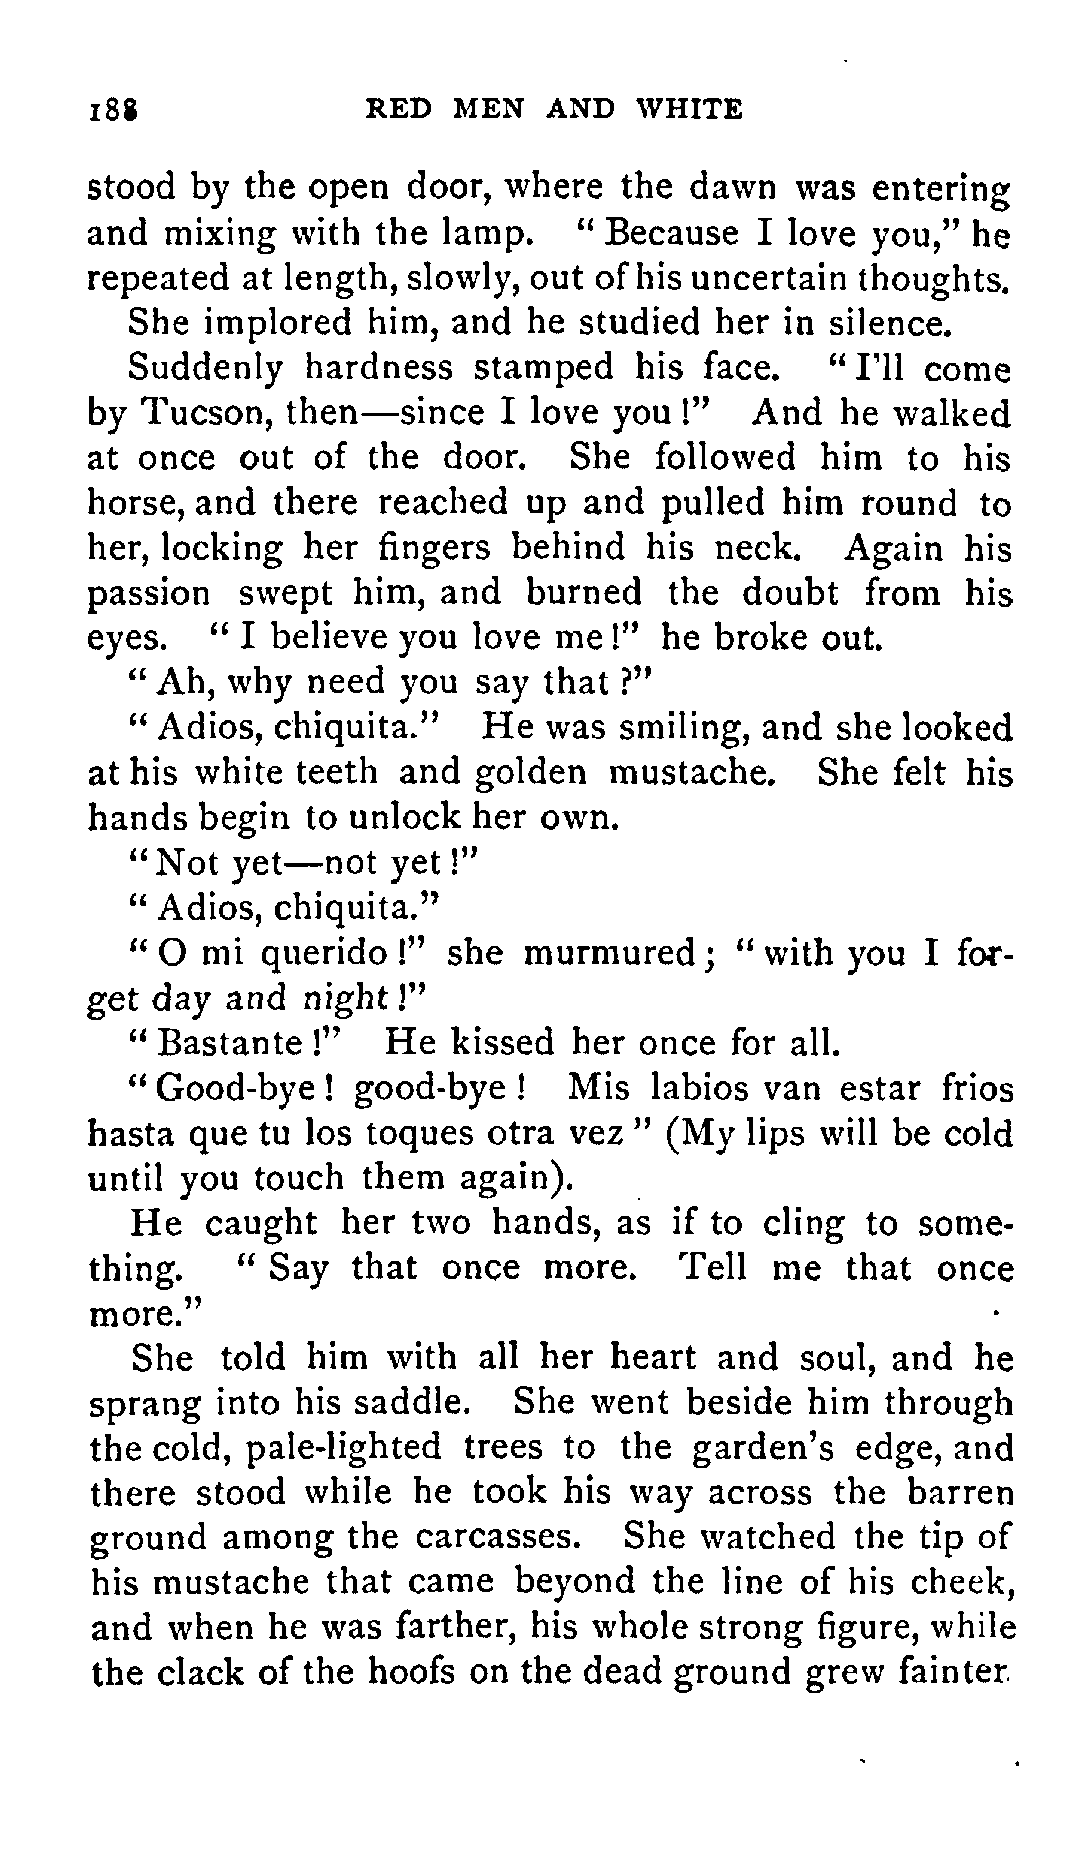 188 RED MEN AND WHITE
stood by the open door, where the dawn was entering
and mixing with the lamp. “Because I love you,” he
repeated at length, slowly, out of his uncertain thoughts.
She implored him, and he studied her in silence.
Suddenly hardness stamped his face. “I’ll come
by Tucson, then—since I love you!” And he walked
at once out of the door. She followed him to his
horse, and there reached up and pulled him round to
her, locking her fingers behind his neck. Again his
passion swept him, and burned the doubt from his
eyes. “I believe you love me!” he broke out.
“Ah, why need you say that?”
“Adios, chiquita.” He was smiling, and she looked
at his white teeth and golden mustache. She felt his
hands begin to unlock her own.
“Not yet—not yet!”
“Adios, chiquita.”
“O mi querido!” she murmured; “with you I for-
get day and night!”
“Bastante!” He kissed her once for all.
“Good-bye! good-bye! Mis labios van estar frios
hasta que tu los toques otra vez” (My lips will be cold
until you touch them again).
He caught her two hands, as if to cling to some-
thing. “Say that once more. Tell me that once
more.”
She told him with all her heart and soul, and he
sprang into his saddle. She went beside him through
the cold, pale-lighted trees to the garden’s edge, and
there stood while he took his way across the barren
ground among the carcasses. She watched the tip of
his mustache that came beyond the line of his cheek,
and when he was farther, his whole strong figure, while
the clack of the hoofs on the dead ground grew fainter.